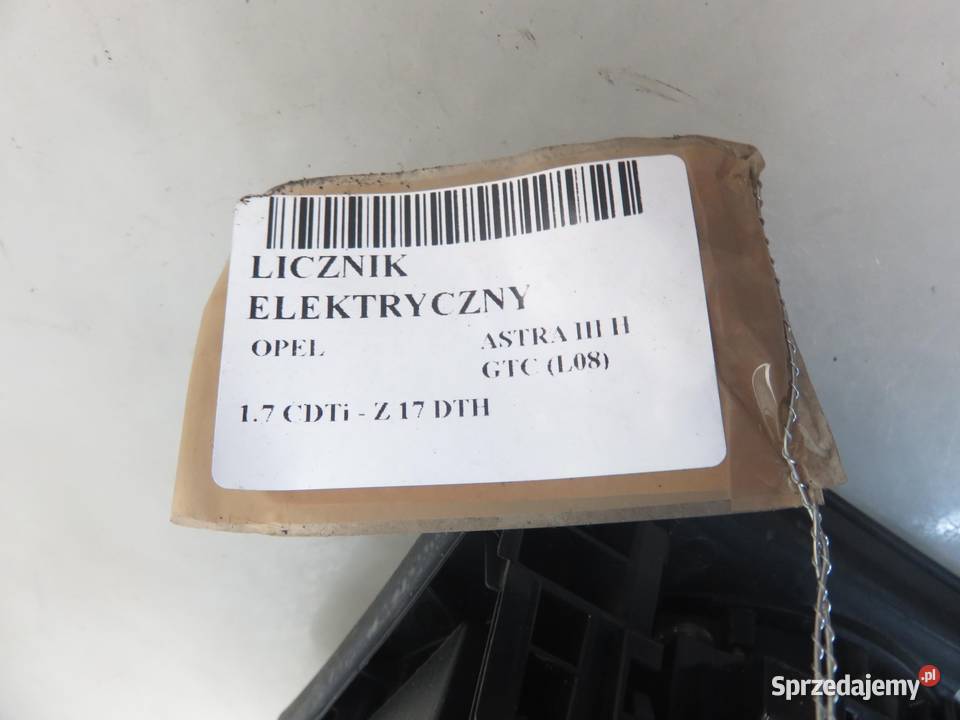 LICZNIK
ELEKTRYCZNY
OPEL
ASTRA III H
GTC (L08)
1.7 CDTi - Z 17 DTH
Sprzedajemy.pl